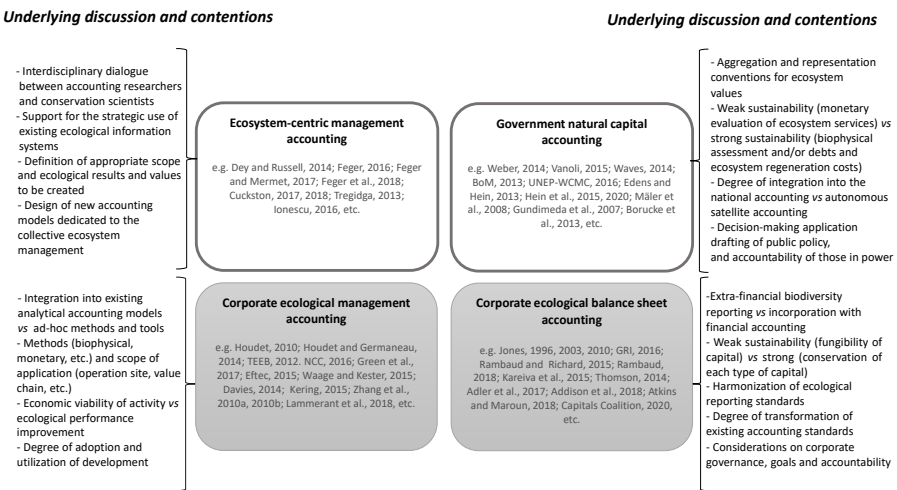 Underlying discussion and contentions
Underlying discussion and contentions
- Interdisciplinary dialogue
between accounting researchers
and conservation scientists
- Support for the strategic use of
existing ecological information
systems
- Definition of appropriate scope
and ecological results and values
to be created
- Design of new accounting
models dedicated to the
collective ecosystem
management
Ecosystem-centric management
accounting
e.g. Dey and Russell, 2014; Feger, 2016; Feger
and Mermet, 2017; Feger et al., 2018;
Cuckston, 2017, 2018; Tregidga, 2013;
Ionescu, 2016, etc.
Government natural capital
accounting
e.g. Weber, 2014; Vanoli, 2015; Waves, 2014;
BoM, 2013; UNEP-WCMC, 2016; Edens and
Hein, 2013; Hein et al., 2015, 2020; Mäler et
al., 2008; Gundimeda et al., 2007; Borucke et
al., 2013, etc.
- Aggregation and representation
conventions for ecosystem
values
- Weak sustainability (monetary
evaluation of ecosystem services) vs
strong sustainability (biophysical
assessment and/or debts and
ecosystem regeneration costs)
- Degree of integration into the
national accounting vs autonomous
satellite accounting
- Decision-making application
drafting of public policy,
and accountability of those in power
- Integration into existing
analytical accounting models
vs ad-hoc methods and tools
- Methods (biophysical,
monetary, etc.) and scope of
application (operation site, value
chain, etc.)
- Economic viability of activity vs
ecological performance
improvement
- Degree of adoption and
utilization of development
Corporate ecological management
accounting
e.g. Houdet, 2010; Houdet and Germaneau,
2014; TEEB, 2012. NCC, 2016; Green et al.,
2017; Eftec, 2015; Waage and Kester, 2015;
Davies, 2014; Kering, 2015; Zhang et al.,
2010a, 2010b; Lammerant et al., 2018, etc.
Corporate ecological balance sheet
accounting
e.g. Jones, 1996, 2003, 2010; GRI, 2016;
Rambaud and Richard, 2015; Rambaud,
2018; Kareiva et al., 2015; Thomson, 2014;
Adler et al., 2017; Addison et al., 2018; Atkins
and Maroun, 2018; Capitals Coalition, 2020,
etc.
-Extra-financial biodiversity
reporting vs incorporation with
financial accounting
- Weak sustainability (fungibility of
capital) vs strong (conservation of
each type of capital)
- Harmonization of ecological
reporting standards
- Degree of transformation of
existing accounting standards
- Considerations on corporate
governance, goals and accountability